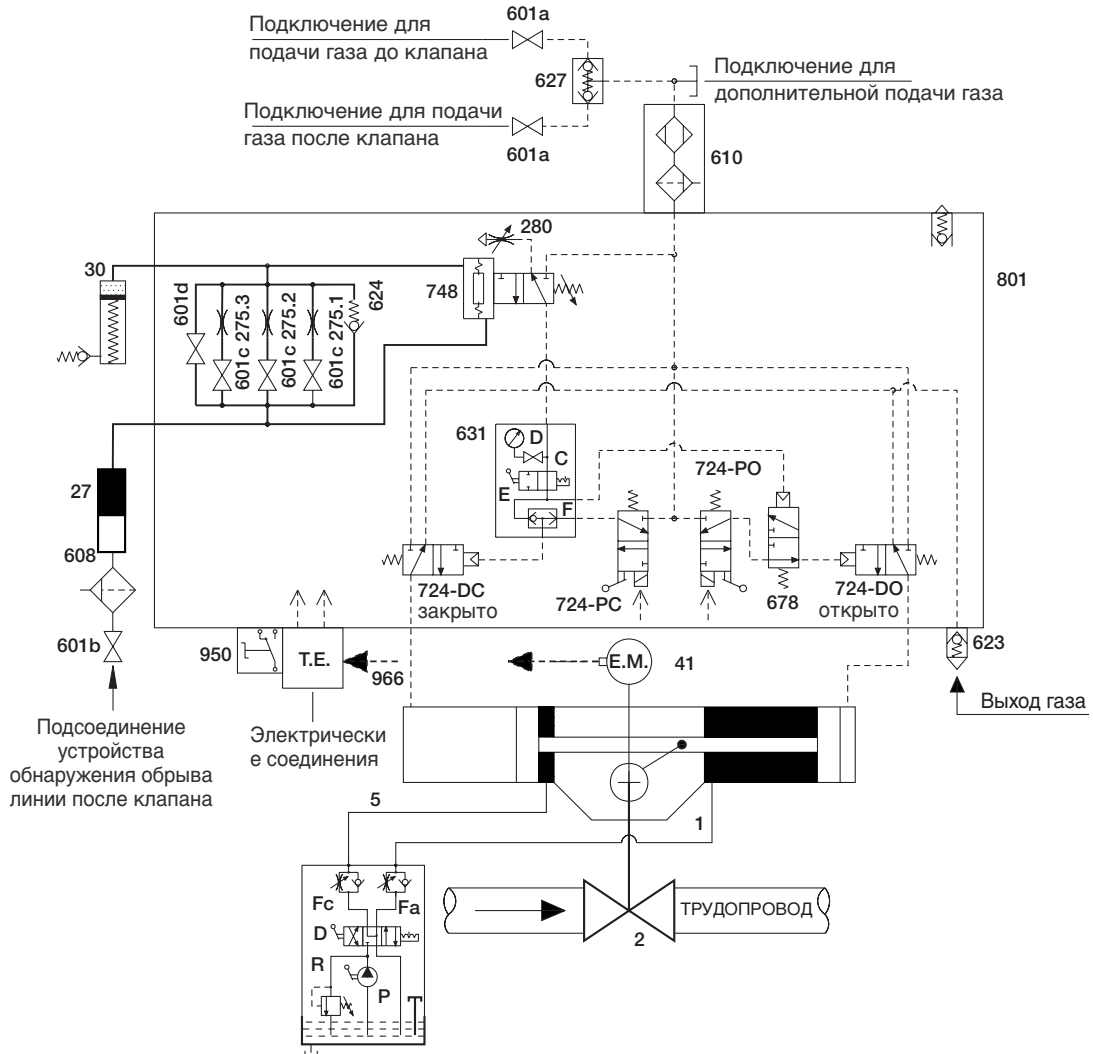 601a
Подключение для
подачи газа до клапана
627
Подключение для
дополнительной подачи газа
Подключение для подачи
газа после клапана
601a
610
280
30
748
801
601d
601c 275.3
601c 275.2
601c 275.1
624
631
D
C
E
F
724-PO
27
608
724-DC
закрыто
724-PC
678
724-DO
открыто
601b
950
T.E.
966
E.M.
41
623
Выход газа
Подсоединение
устройства
обнаружения обрыва
линии после клапана
Электрически
е соединения
5
1
Fc
Fa
D
R
P
ТРУДОПРОВОД
2